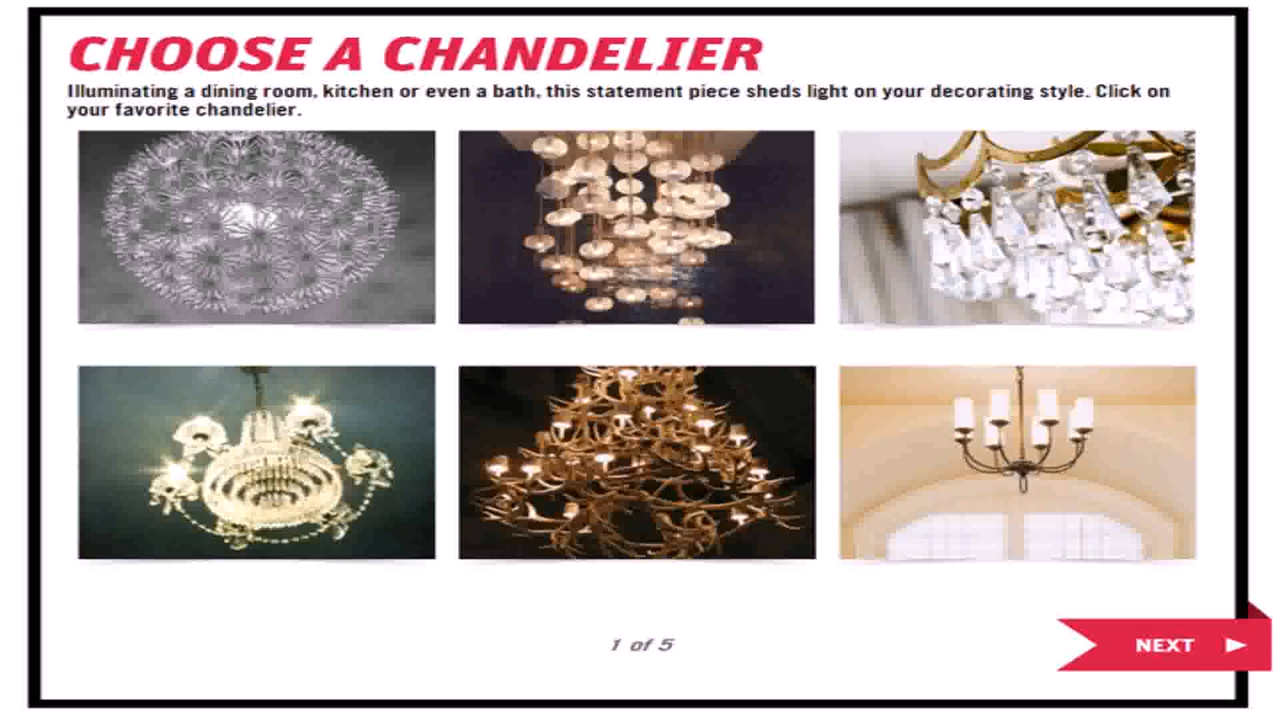 CHOOSE A CHANDELIER
Illuminating a dining room, kitchen or even a bath, this statement piece sheds light on your decorating style. Click on
your favorite chandelier.
1 of 5
NEXT